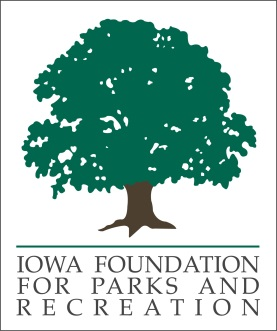 IOWA FOUNDATION
FOR PARKS AND
RECREATION